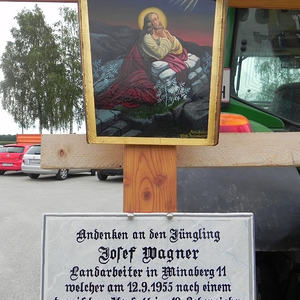 Andenken an den Jüngling
Josef Wagner
Landarbeiter in Minaberg 11
welcher am 12.9.1955 nach einem